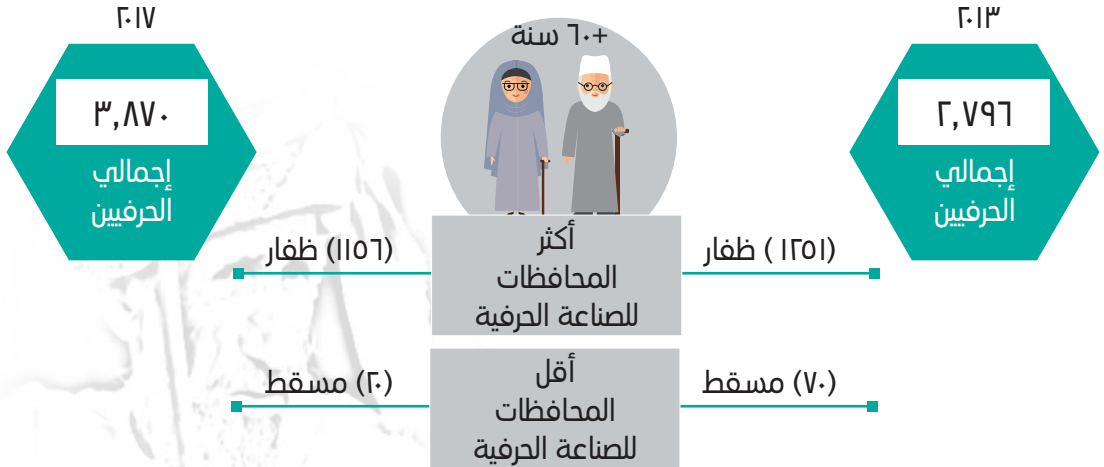 ٢٠١٣
٢,٧٩٦
إجمالي
الحرفيين
+٦٠ سنة
٢٠١٧
٣,٨٧٠
إجمالي
الحرفيين
أكثر
المحافظات
للصناعة الحرفية
(١٢٥١ ) ظفار
(١١٥٦) ظفار
أقل
المحافظات
للصناعة الحرفية
(٧٠) مسقط
(٢٠) مسقط